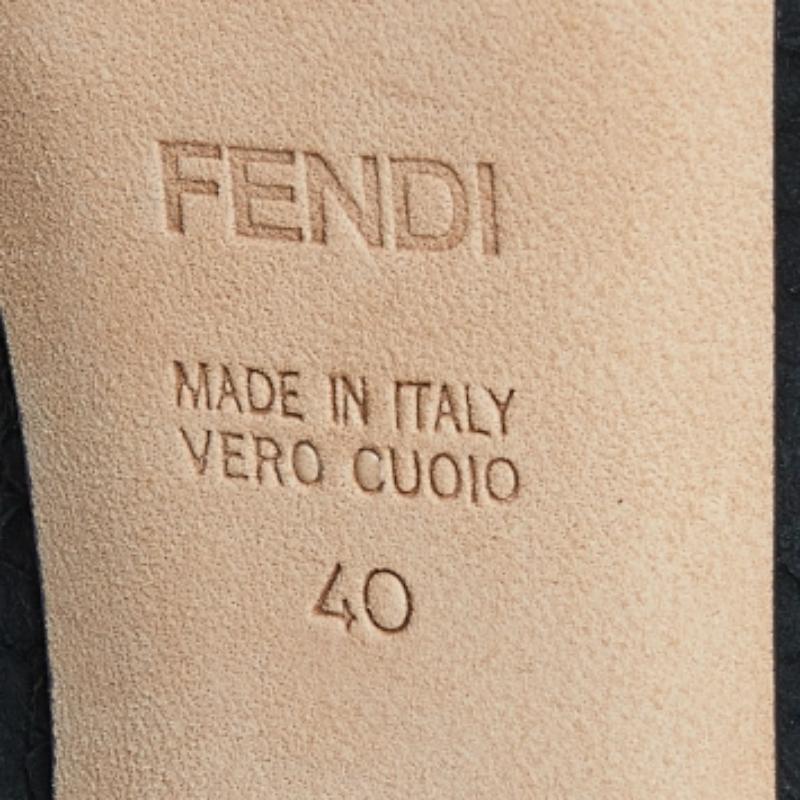 FENDI
MADE IN ITALY
VERO CUOIO
40